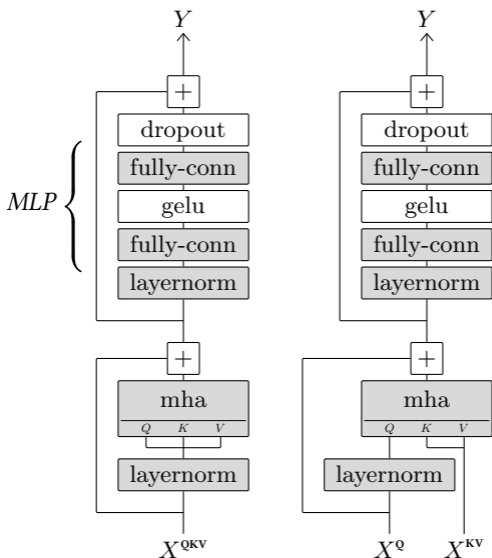 Y Y
+ +
dropout dropout
fully-conn fully-conn
MLP
gelu gelu
fully-conn fully-conn
layernorm layernorm
+ +
mha mha
Q K V Q K V
layernorm layernorm
X^QKV X^Q X^KV